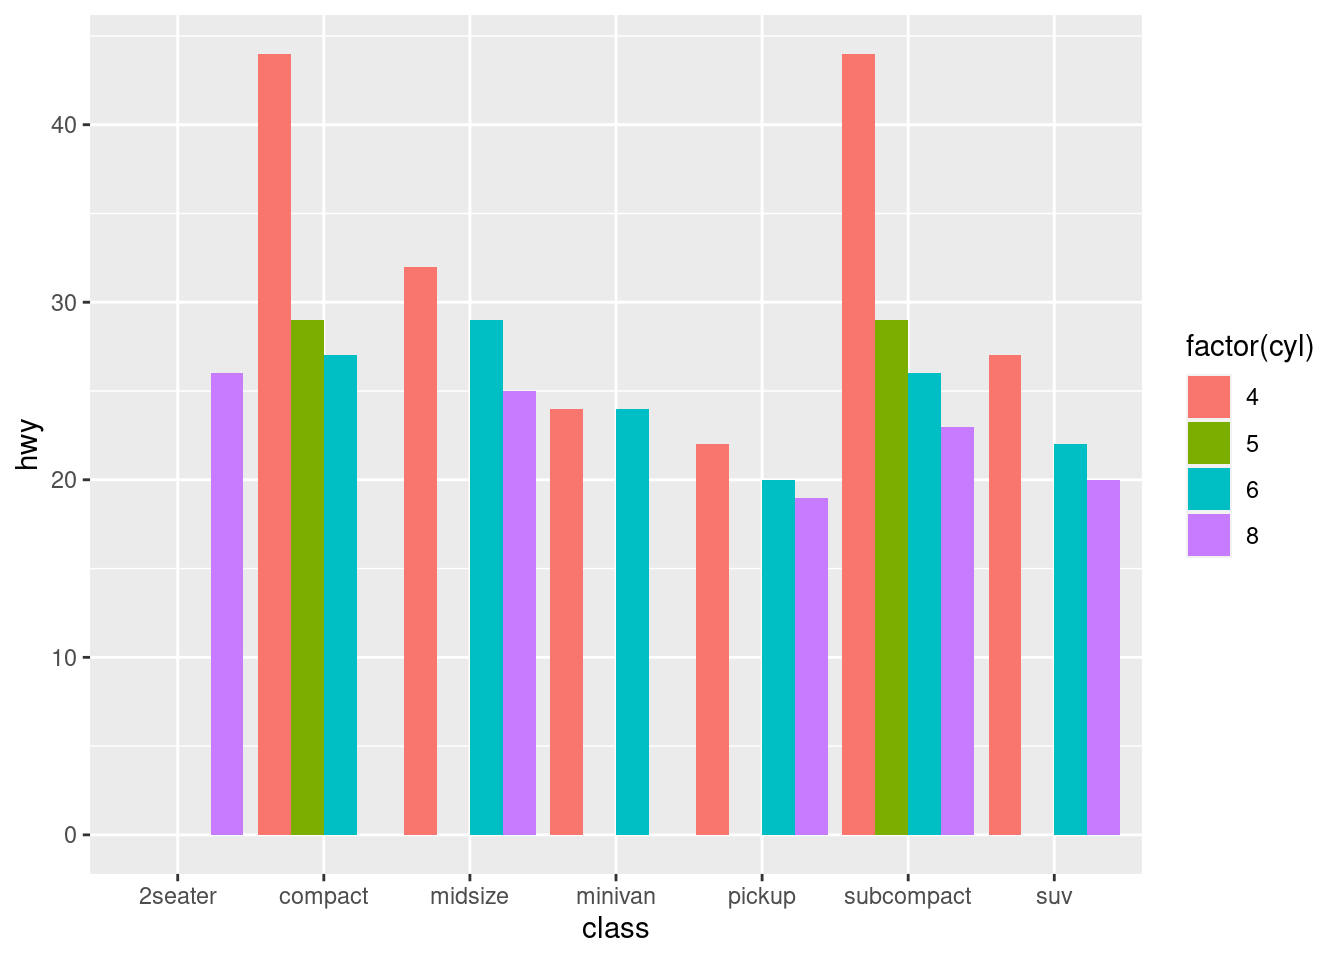 40
30
20
10
0
hwy
2seater
compact
midsize
minivan
pickup
subcompact
suv
class
factor(cyl)
4
5
6
8